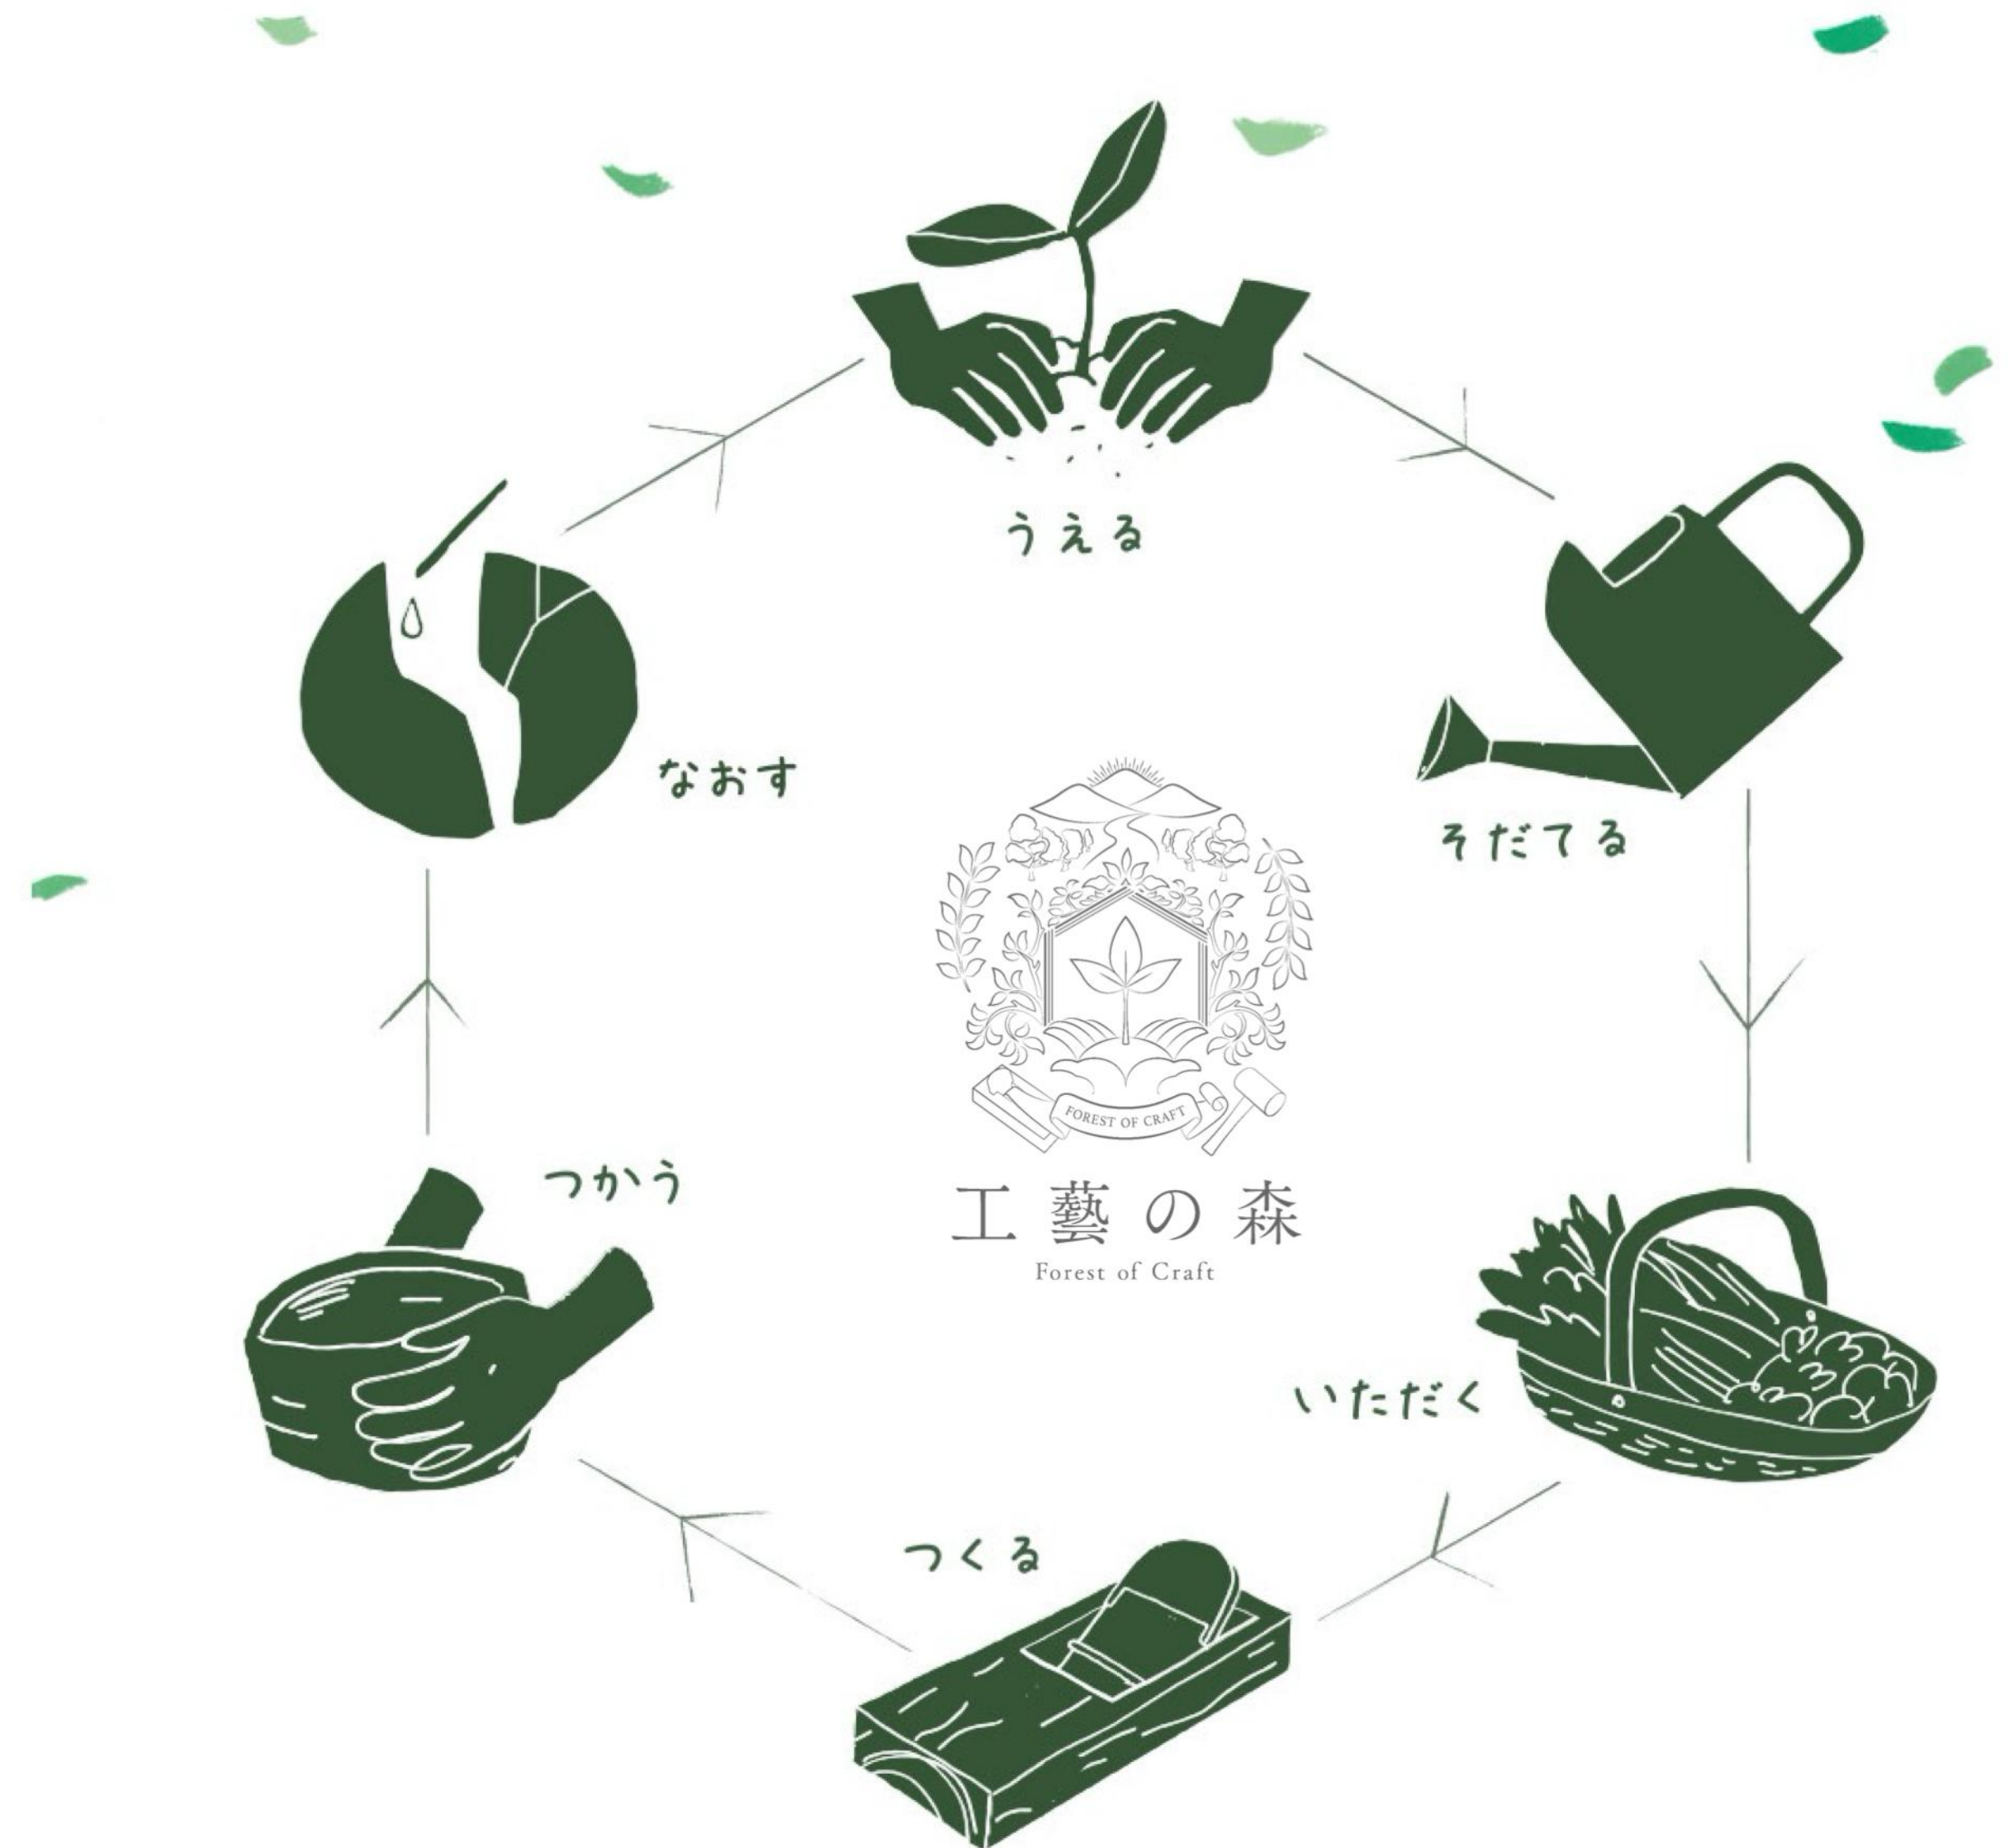 うえる
そだてる
なおす
FOREST OF CRAFT
工藝の森
Forest of Craft
つかう
いただく
つくる